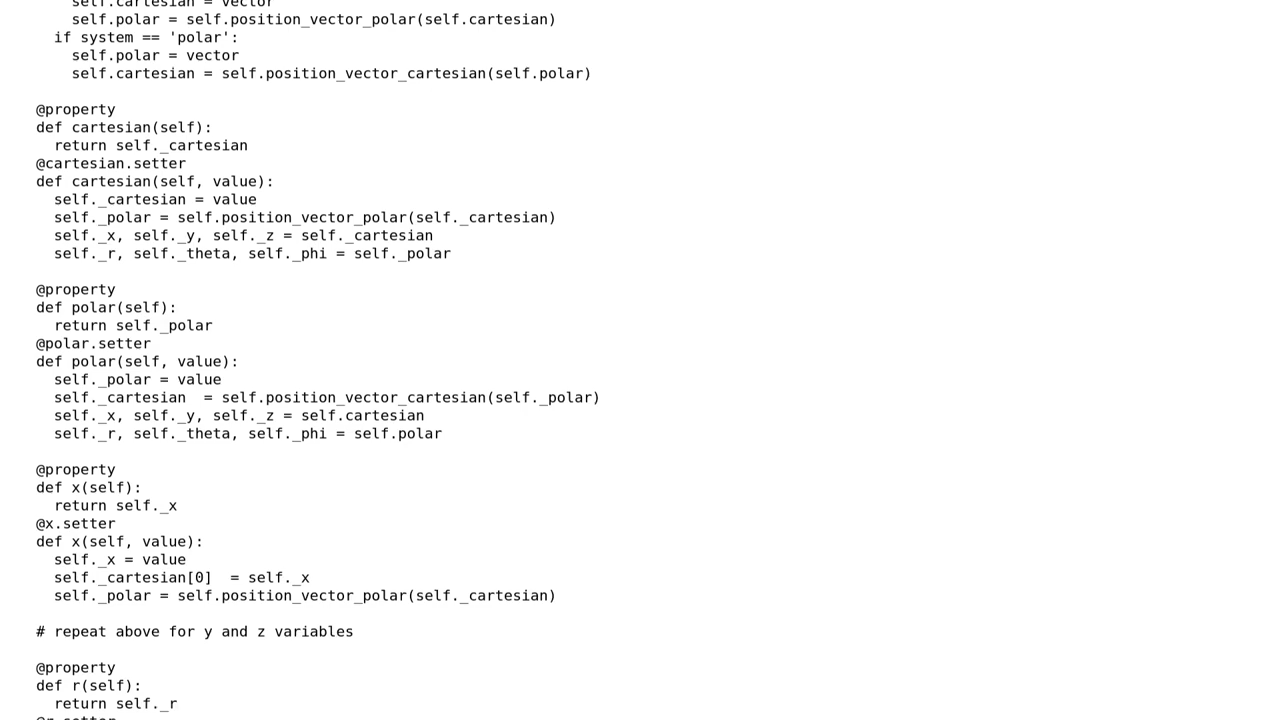 self.cartesian = vector
    self.polar = self.position_vector_polar(self.cartesian)
  if system == 'polar':
    self.polar = vector
    self.cartesian = self.position_vector_cartesian(self.polar)

@property
def cartesian(self):
  return self._cartesian
@cartesian.setter
def cartesian(self, value):
  self._cartesian = value
  self._polar = self.position_vector_polar(self._cartesian)
  self._x, self._y, self._z = self._cartesian
  self._r, self._theta, self._phi = self._polar

@property
def polar(self):
  return self._polar
@polar.setter
def polar(self, value):
  self._polar = value
  self._cartesian  = self.position_vector_cartesian(self._polar)
  self._x, self._y, self._z = self.cartesian
  self._r, self._theta, self._phi = self.polar

@property
def x(self):
  return self._x
@x.setter
def x(self, value):
  self._x = value
  self._cartesian[0]  = self._x
  self._polar = self.position_vector_polar(self._cartesian)

# repeat above for y and z variables

@property
def r(self):
  return self._r
@r.setter